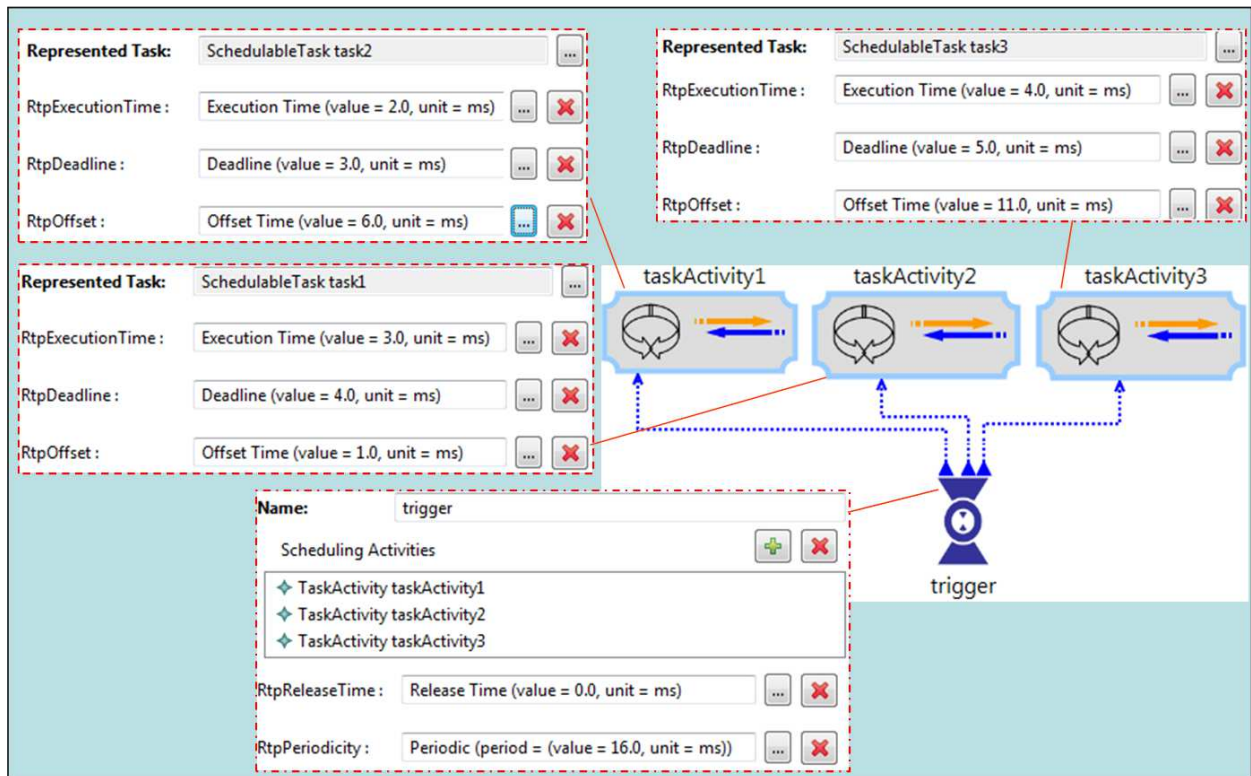 Represented Task: SchedulableTask task2 ...
RtpExecutionTime : Execution Time (value = 2.0, unit = ms) ...
RtpDeadline : Deadline (value = 3.0, unit = ms) ...
RtpOffset : Offset Time (value = 6.0, unit = ms) ...
Represented Task: SchedulableTask task3 ...
RtpExecutionTime : Execution Time (value = 4.0, unit = ms) ...
RtpDeadline : Deadline (value = 5.0, unit = ms) ...
RtpOffset : Offset Time (value = 11.0, unit = ms) ...
Represented Task: SchedulableTask task1 ...
RtpExecutionTime : Execution Time (value = 3.0, unit = ms) ...
RtpDeadline : Deadline (value = 4.0, unit = ms) ...
RtpOffset : Offset Time (value = 1.0, unit = ms) ...
taskActivity1 taskActivity2 taskActivity3
trigger
Name: trigger
Scheduling Activities
TaskActivity taskActivity1
TaskActivity taskActivity2
TaskActivity taskActivity3
RtpReleaseTime : Release Time (value = 0.0, unit = ms) ...
RtpPeriodicity : Periodic (period = (value = 16.0, unit = ms)) ...